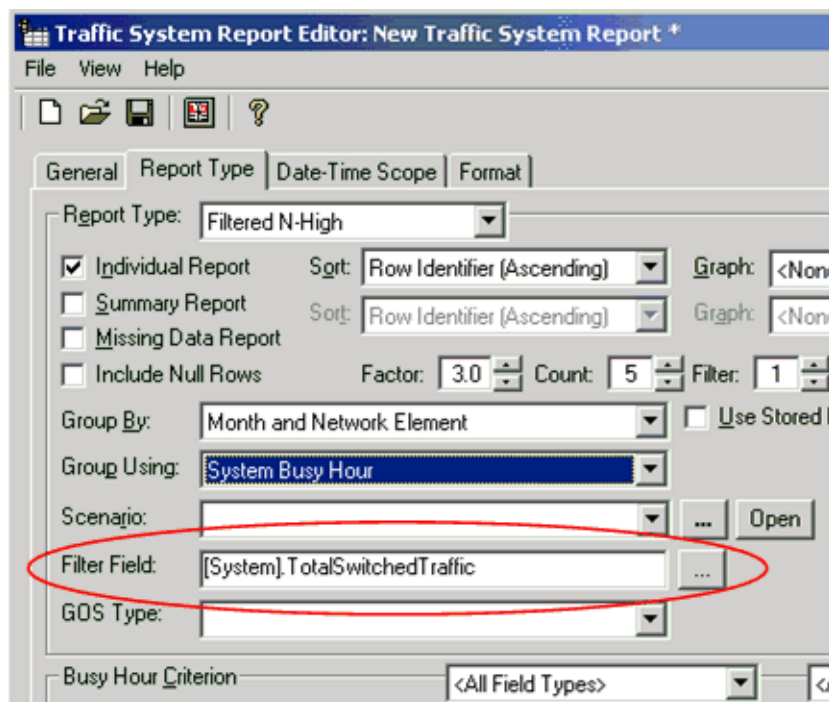 Traffic System Report Editor: New Traffic System Report *
File View Help
General Report Type Date-Time Scope Format
Report Type: Filtered N-High
Individual Report Sort: Row Identifier (Ascending) Graph: <Non
Summary Report Sort: Row Identifier (Ascending) Graph: <Non
Missing Data Report
Include Null Rows Factor: 3.0 Count: 5 Filter: 1
Group By: Month and Network Element Use Stored
Group Using: System Busy Hour
Scenario: ... Open
Filter Field: [System].TotalSwitchedTraffic ...
GOS Type:
Busy Hour Criterion <All Field Types>